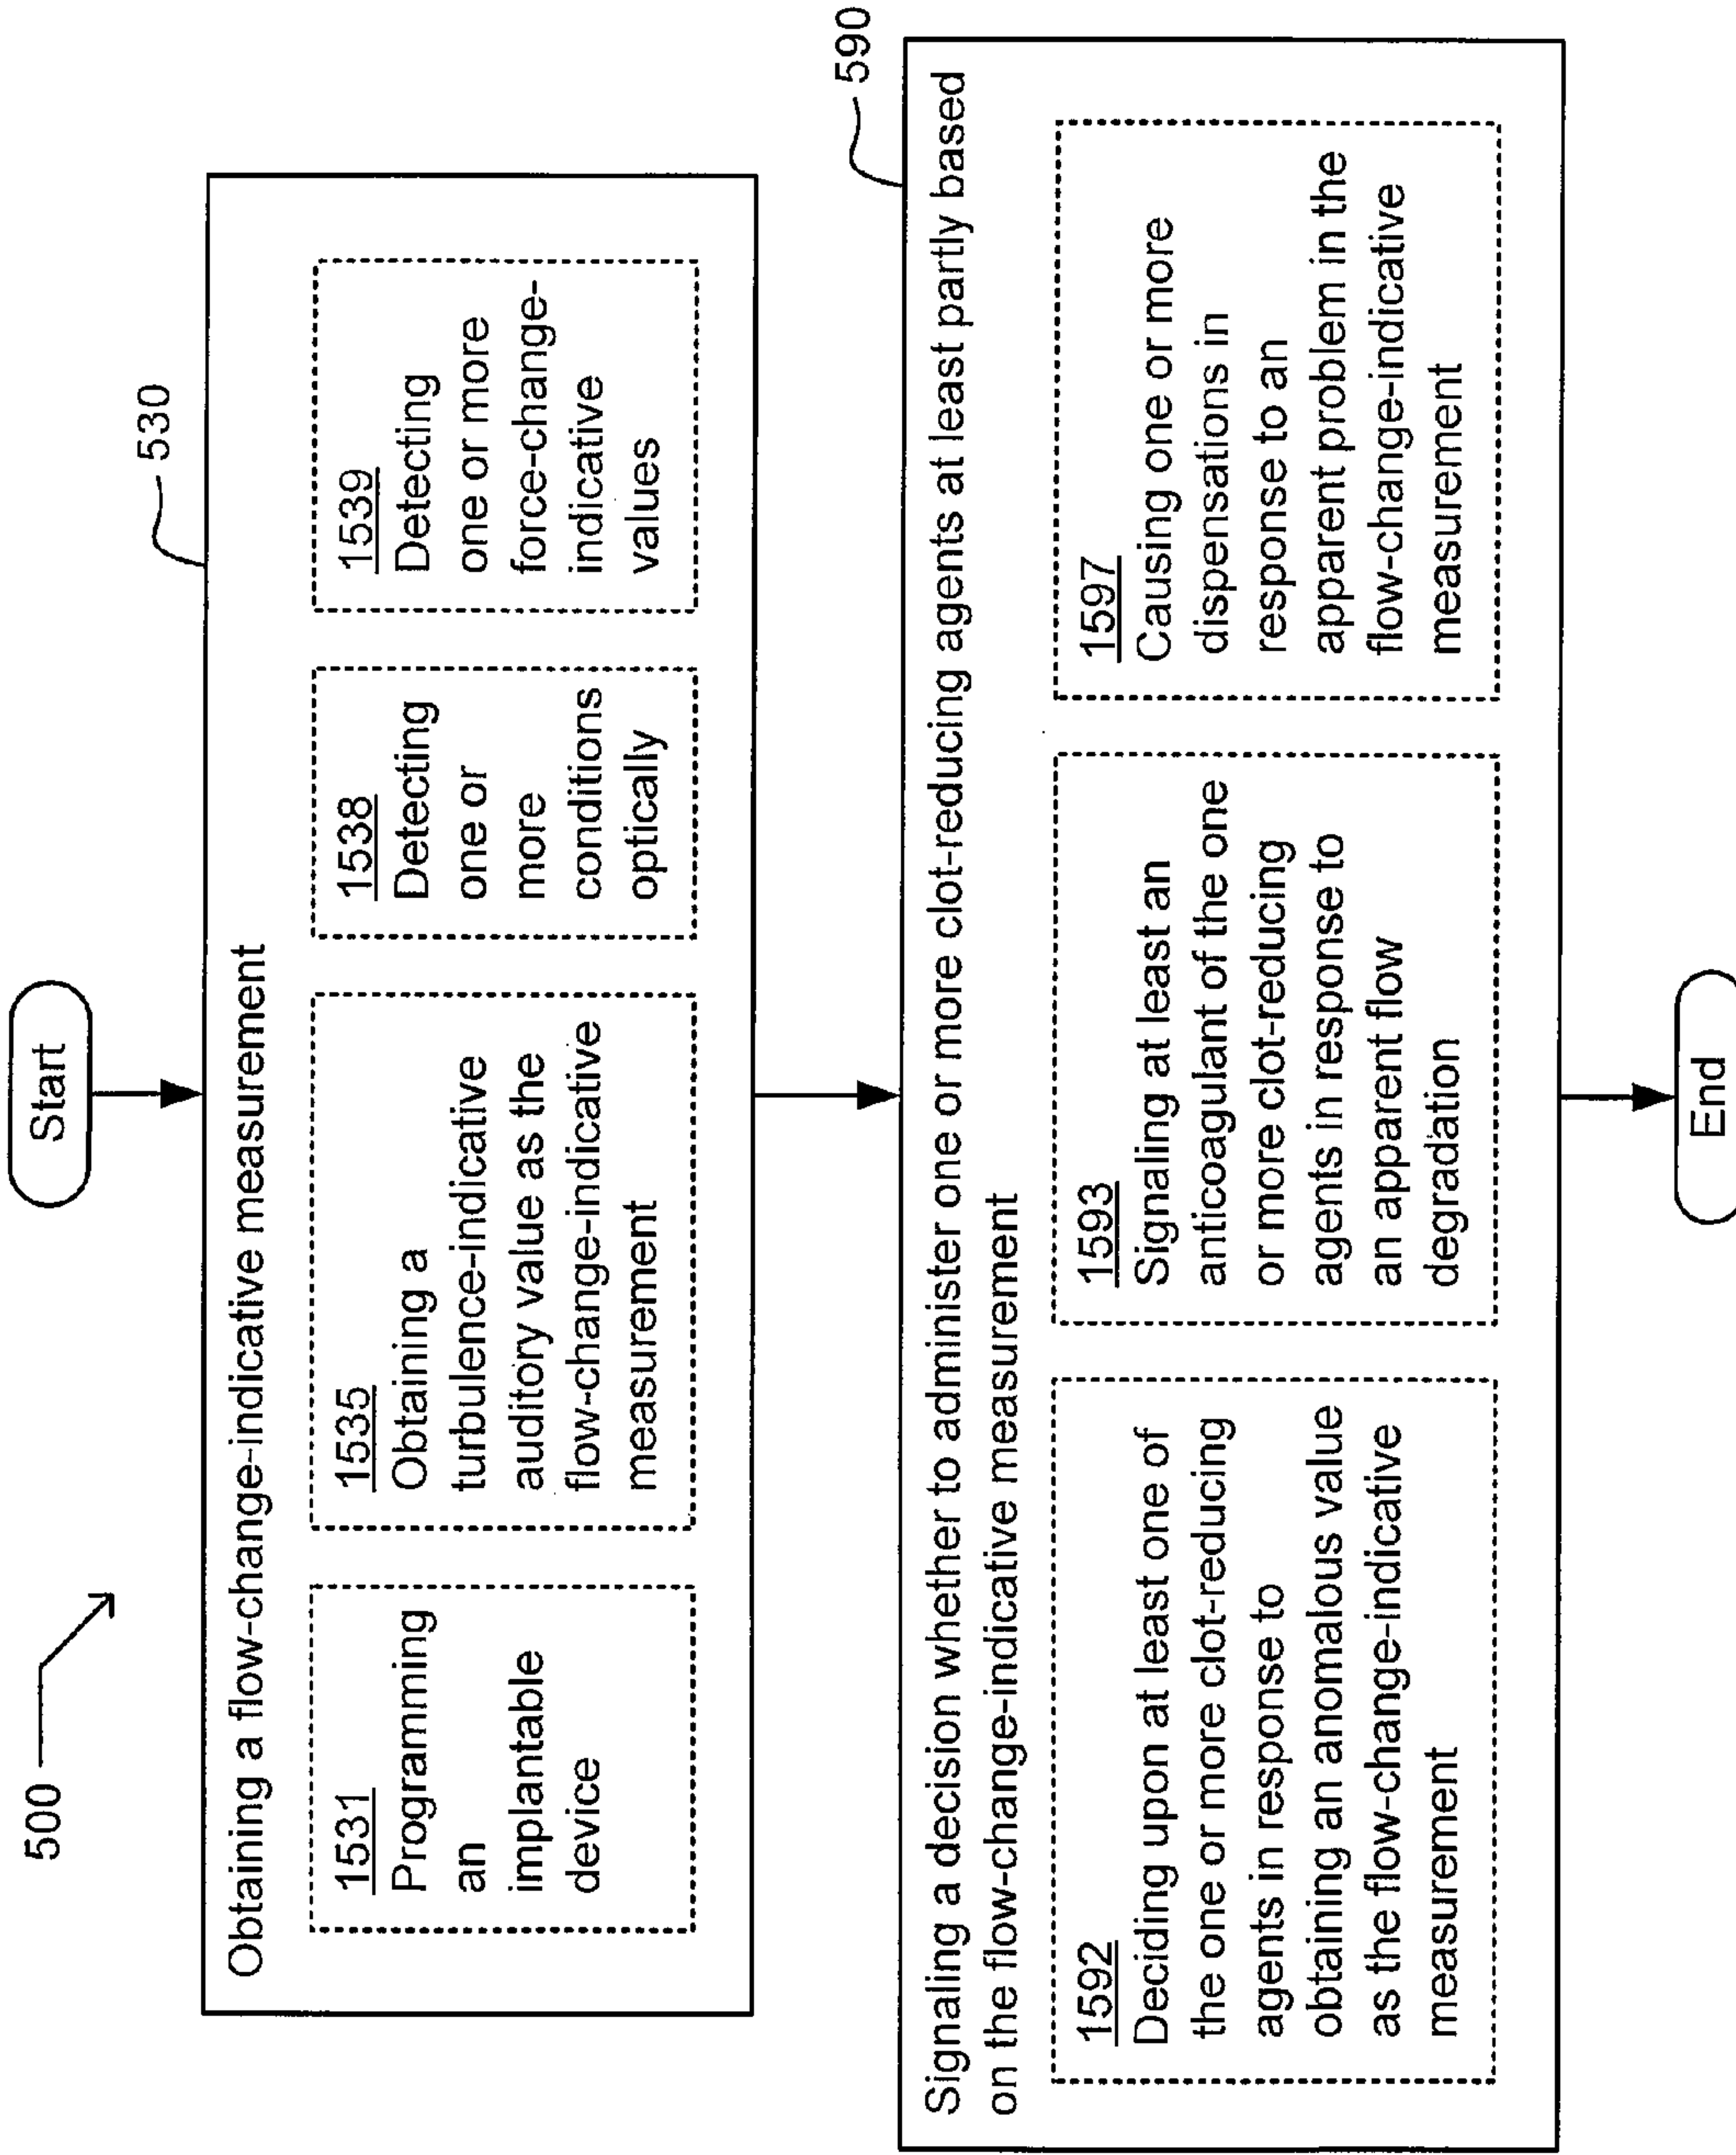 500
Start
530
Obtaining a flow-change-indicative measurement
1531
Programming
an
implantable
device
1535
Obtaining a
turbulence-indicative
auditory value as the
flow-change-indicative
measurement
1538
Detecting
one or
more
conditions
optically
1539
Detecting
one or more
force-change-
indicative
values
590
Signaling a decision whether to administer one or more clot-reducing agents at least partly based
on the flow-change-indicative measurement
1592
Deciding upon at least one of
the one or more clot-reducing
agents in response to
obtaining an anomalous value
as the flow-change-indicative
measurement
1593
Signaling at least an
anticoagulant of the one
or more clot-reducing
agents in response to
an apparent flow
degradation
1597
Causing one or more
dispensations in
response to an
apparent problem in the
flow-change-indicative
measurement
End